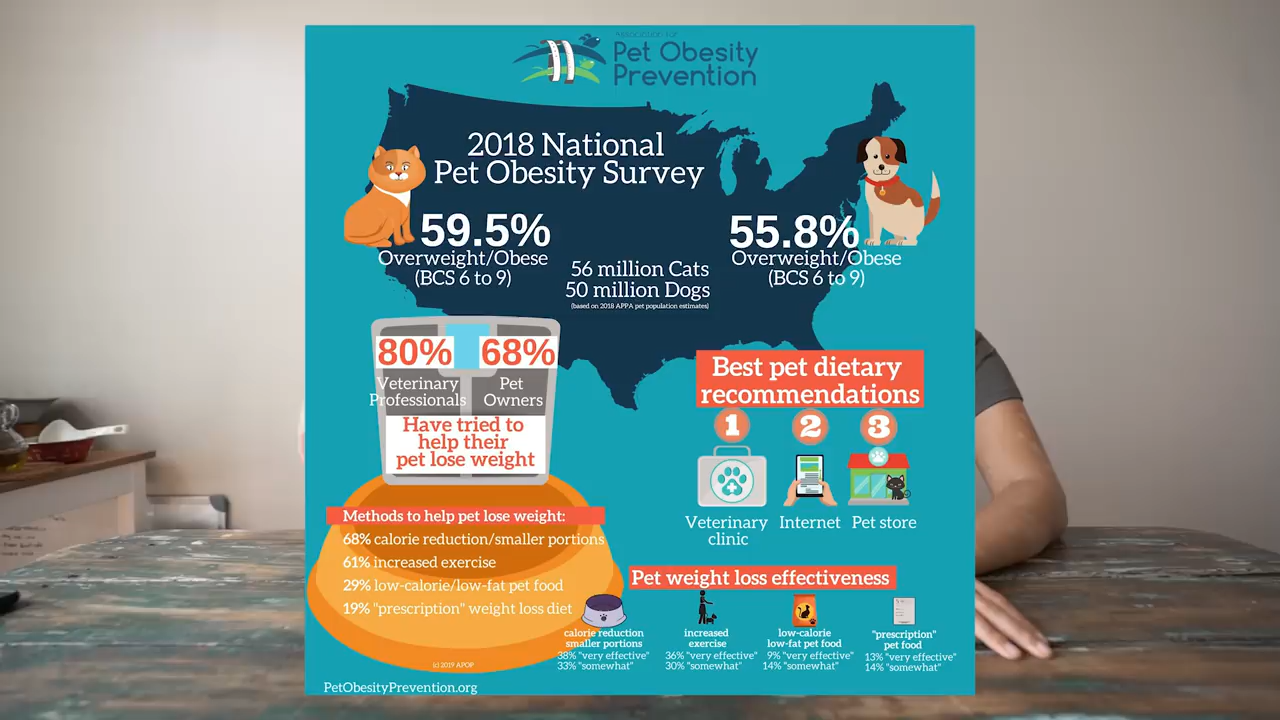 ASSOCIATION FOR
Pet Obesity
Prevention
2018 National
Pet Obesity Survey
59.5%
Overweight/Obese
(BCS 6 to 9)
56 million Cats
50 million Dogs
(based on 2018 APPA pet population estimates)
55.8%
Overweight/Obese
(BCS 6 to 9)
80%
Veterinary
Professionals
68%
Pet
Owners
Have tried to
help their
pet lose weight
Best pet dietary
recommendations
1
2
3
Veterinary
clinic
Internet
Pet store
Methods to help pet lose weight:
68% calorie reduction/smaller portions
61% increased exercise
29% low-calorie/low-fat pet food
19% "prescription" weight loss diet
(c) 2019 APOP
Pet weight loss effectiveness
calorie reduction
smaller portions
38% "very effective"
33% "somewhat"
increased
exercise
36% "very effective"
30% "somewhat"
low-calorie
low-fat pet food
9% "very effective"
14% "somewhat"
"prescription"
pet food
13% "very effective"
14% "somewhat"
PetObesityPrevention.org